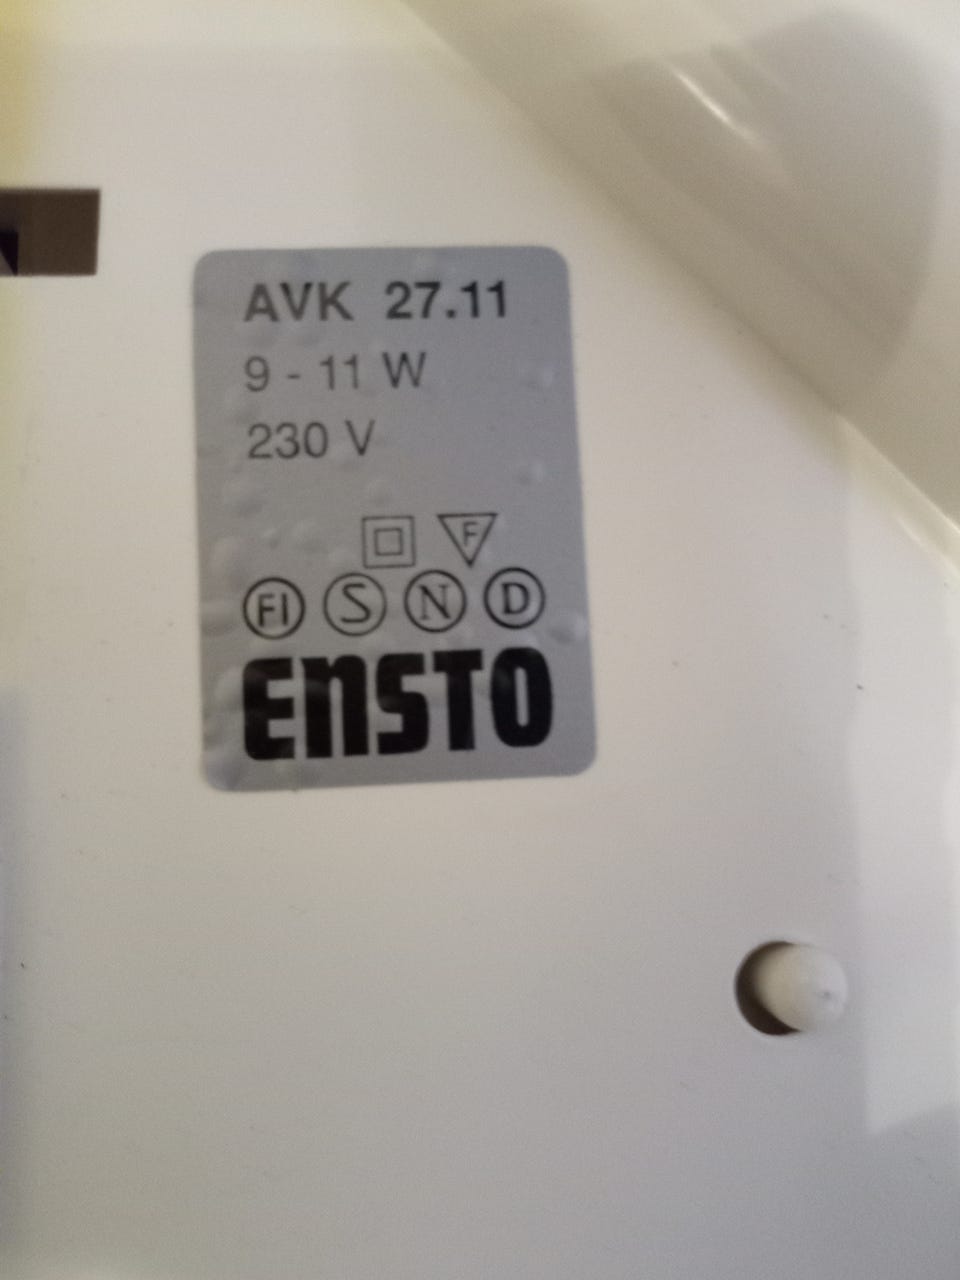 AVK 27.11
9 - 11 W
230 V
F
FI S N D
ENSTO